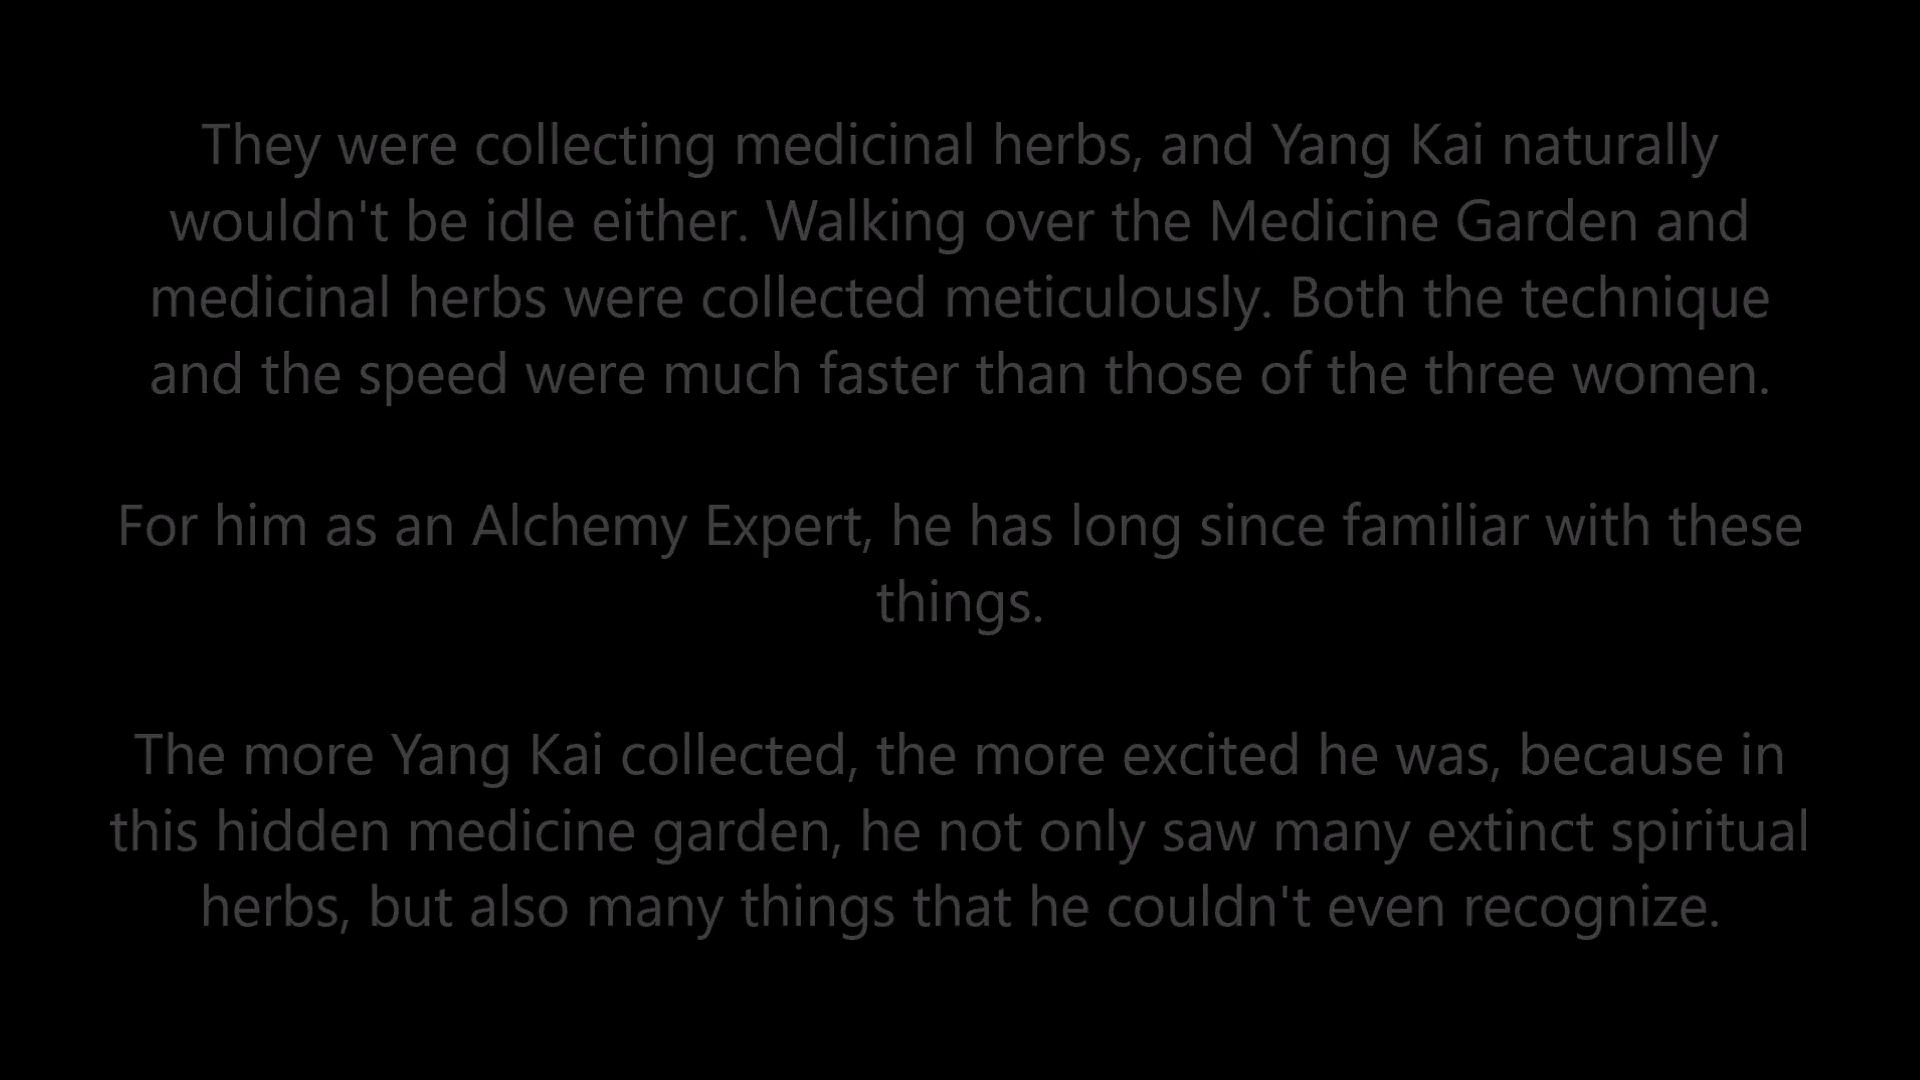 They were collecting medicinal herbs, and Yang Kai naturally
wouldn't be idle either. Walking over the Medicine Garden and
medicinal herbs were collected meticulously. Both the technique
and the speed were much faster than those of the three women.
For him as an Alchemy Expert, he has long since familiar with these
things.
The more Yang Kai collected, the more excited he was, because in
this hidden medicine garden, he not only saw many extinct spiritual
herbs, but also many things that he couldn't even recognize.